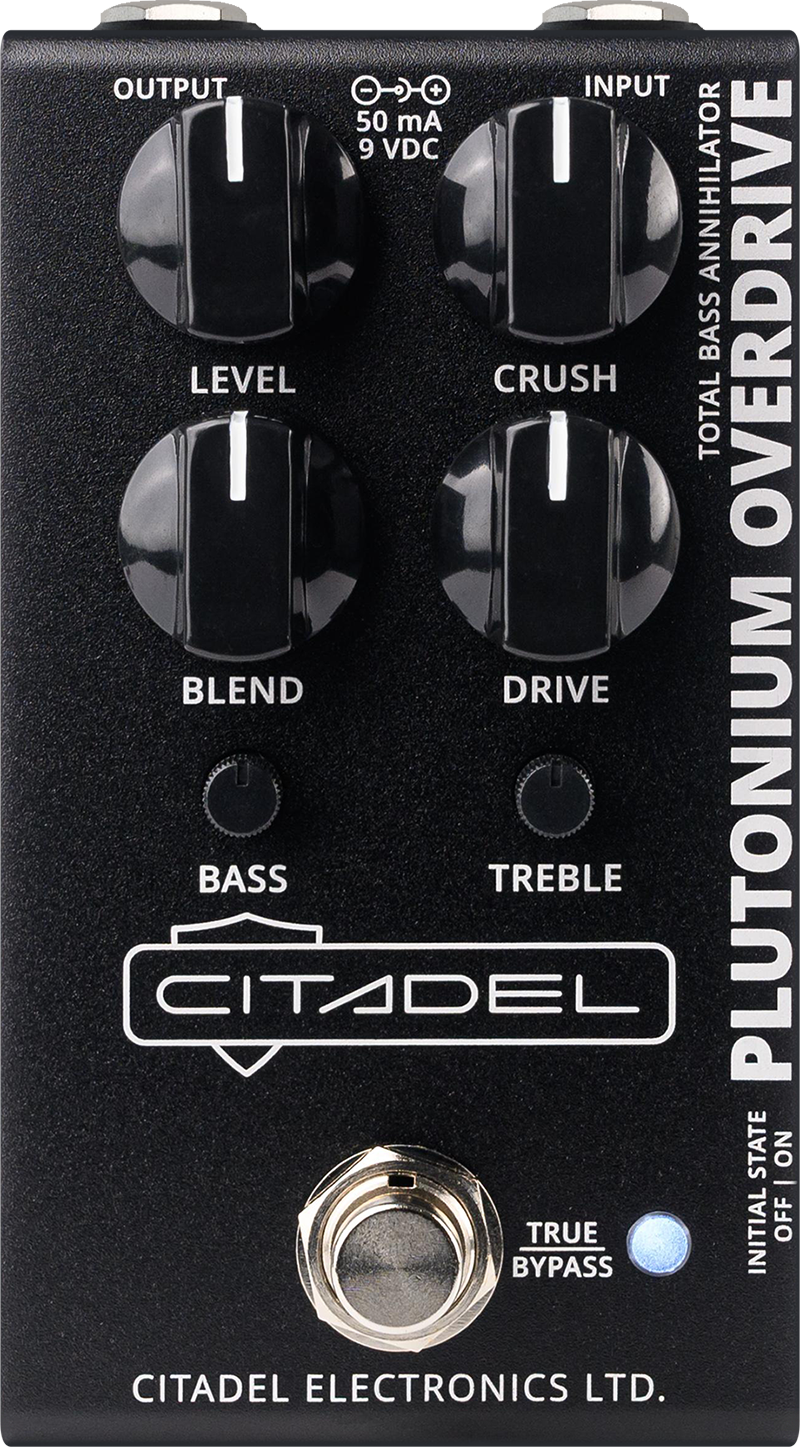 OUTPUT
INPUT
50 mA
9 VDC
LEVEL
CRUSH
BLEND
DRIVE
BASS
TREBLE
CITADEL
TRUE
BYPASS
CITADEL ELECTRONICS LTD.
TOTAL BASS ANNIHILATOR
PLUTONIUM OVERDRIVE
INITIAL STATE
OFF | ON